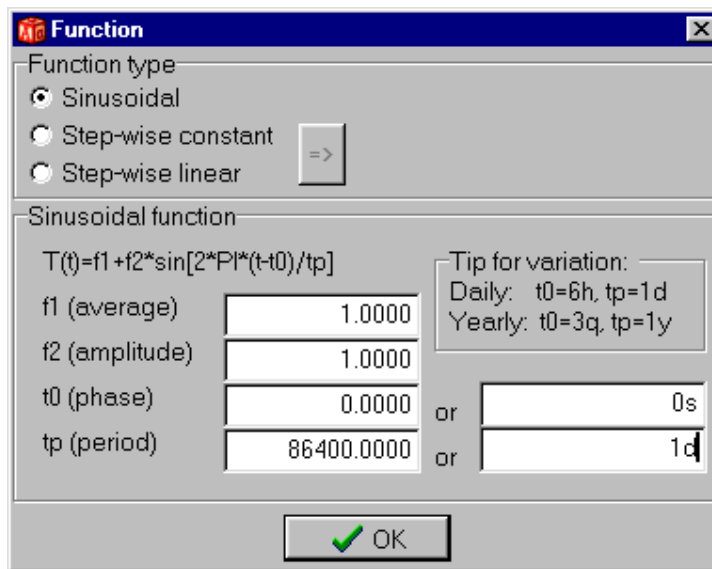 Function
Function type
Sinusoidal
Step-wise constant
=>
Step-wise linear
Sinusoidal function
T(t)=f1+f2*sin[2*PI*(t-t0)/tp]
Tip for variation:
Daily: t0=6h, tp=1d
Yearly: t0=3q, tp=1y
f1 (average) 1.0000
f2 (amplitude) 1.0000
t0 (phase) 0.0000 or 0s
tp (period) 86400.0000 or 1d
OK